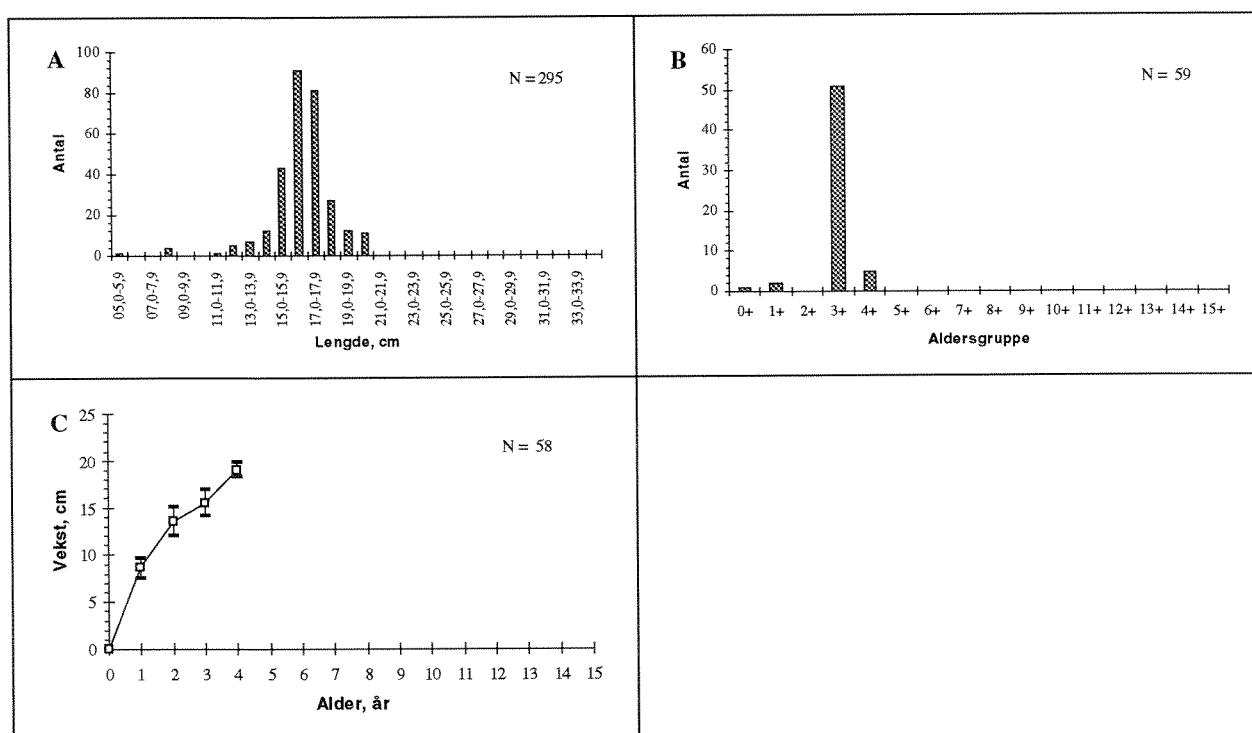 A
N = 295
Antal
100
80
60
40
20
0
05,0-5,9
07,0-7,9
09,0-9,9
11,0-11,9
13,0-13,9
15,0-15,9
17,0-17,9
19,0-19,9
21,0-21,9
23,0-23,9
25,0-25,9
27,0-27,9
29,0-29,9
31,0-31,9
33,0-33,9
Lengde, cm
B
N = 59
Antal
60
50
40
30
20
10
0
0+ 1+ 2+ 3+ 4+ 5+ 6+ 7+ 8+ 9+ 10+ 11+ 12+ 13+ 14+ 15+
Aldersgruppe
C
N = 58
Vekst, cm
25
20
15
10
5
0
0 1 2 3 4 5 6 7 8 9 10 11 12 13 14 15
Alder, år